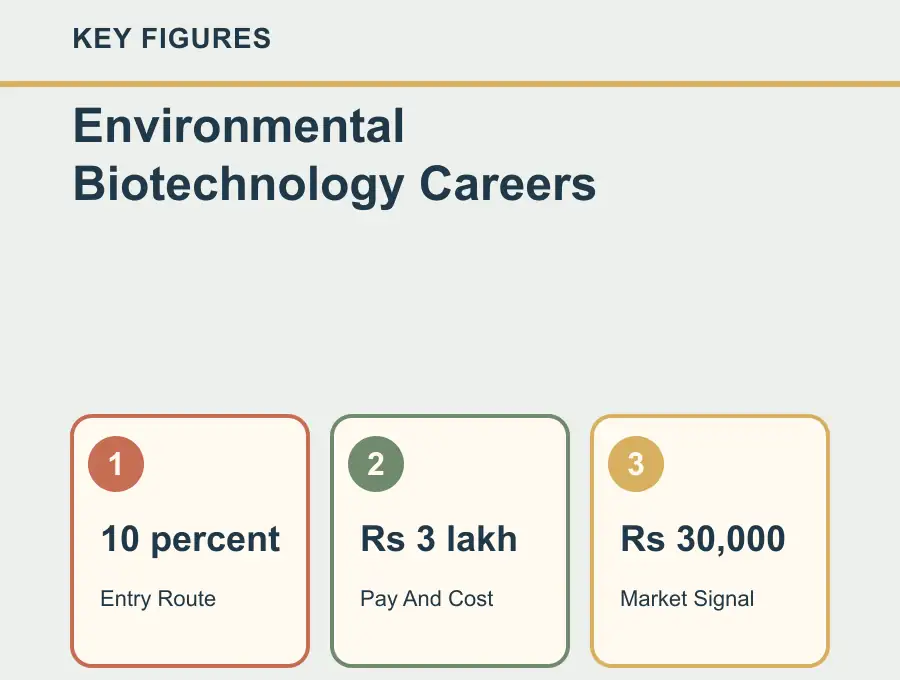 KEY FIGURES
Environmental
Biotechnology Careers
1
10 percent
Entry Route
2
Rs 3 lakh
Pay And Cost
3
Rs 30,000
Market Signal